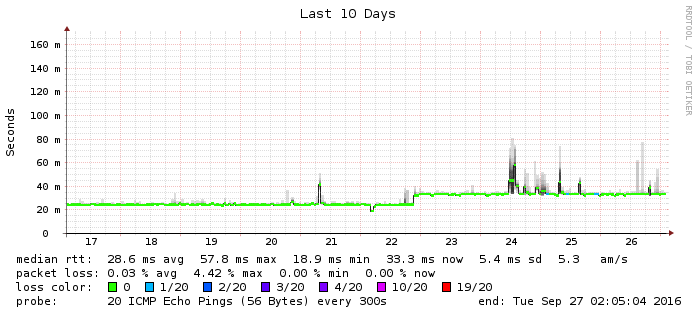 Last 10 Days
RRDTOOL / TOBI OETIKER
Seconds
160 m
140 m
120 m
100 m
80 m
60 m
40 m
20 m
0
17 18 19 20 21 22 23 24 25 26
median rtt: 28.6 ms avg 57.8 ms max 18.9 ms min 33.3 ms now 5.4 ms sd 5.3 am/s
packet loss: 0.03 % avg 4.42 % max 0.00 % min 0.00 % now
loss color: 0 1/20 2/20 3/20 4/20 10/20 19/20
probe: 20 ICMP Echo Pings (56 Bytes) every 300s end: Tue Sep 27 02:05:04 2016